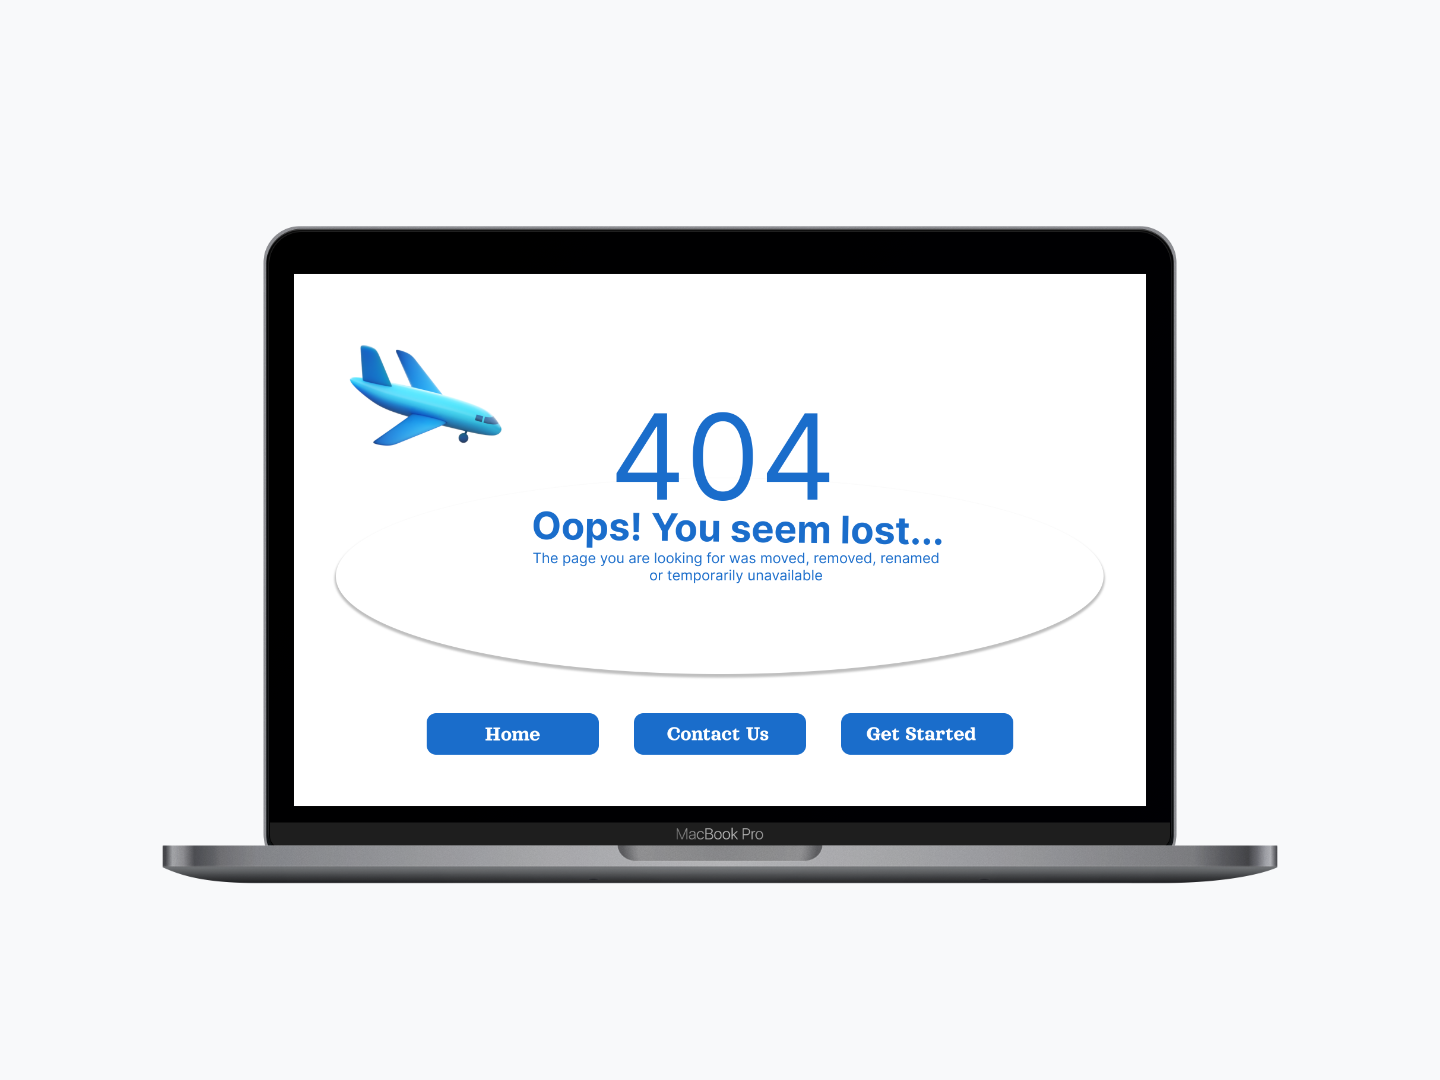 404
Oops! You seem lost...
The page you are looking for was moved, removed, renamed
or temporarily unavailable
Home
Contact Us
Get Started
MacBook Pro